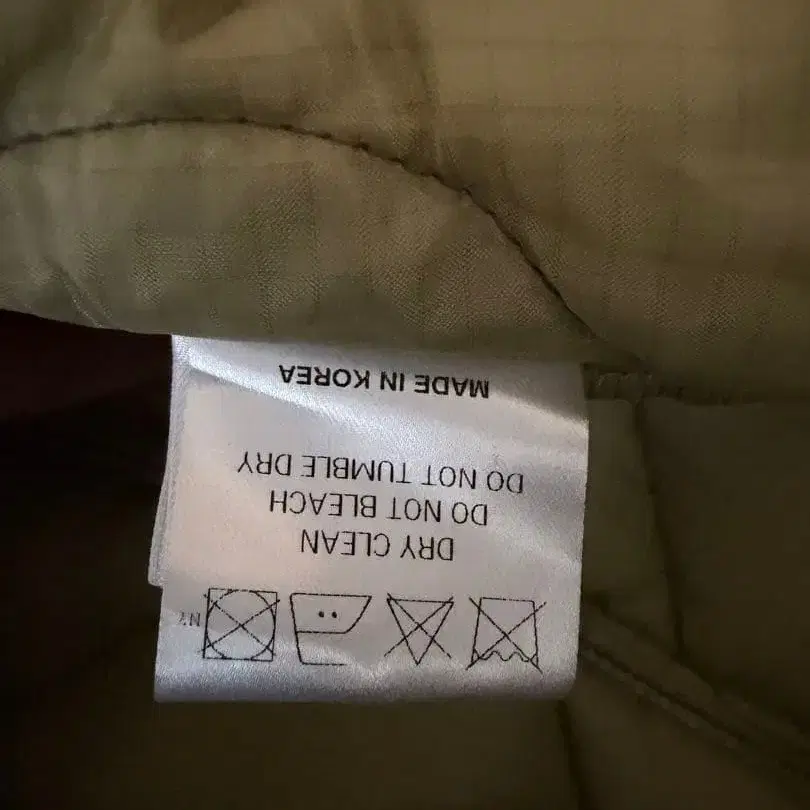 DRY CLEAN
DO NOT BLEACH
DO NOT TUMBLE DRY
MADE IN KOREA